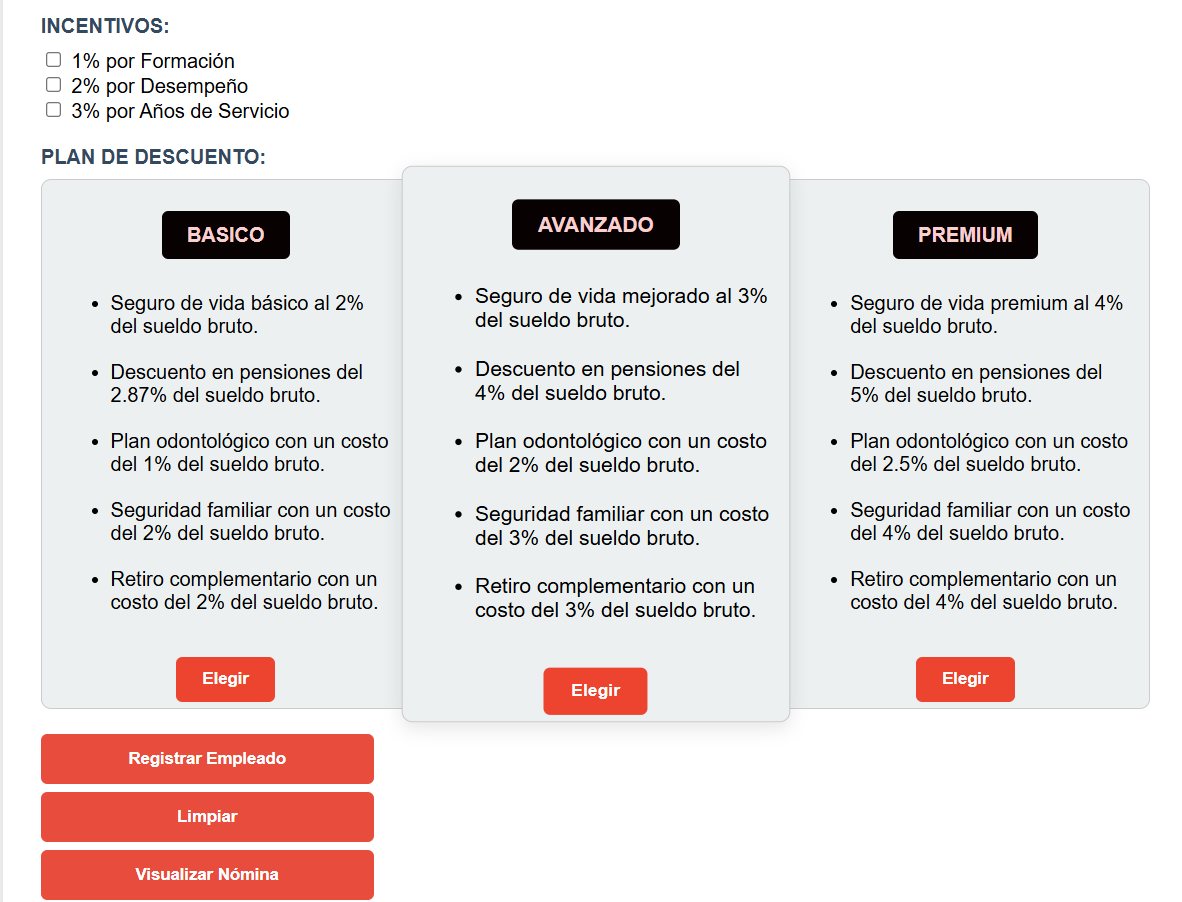 INCENTIVOS:
1% por Formación
2% por Desempeño
3% por Años de Servicio
PLAN DE DESCUENTO:
BASICO
Seguro de vida básico al 2%
del sueldo bruto.
Descuento en pensiones del
2.87% del sueldo bruto.
Plan odontológico con un costo
del 1% del sueldo bruto.
Seguridad familiar con un costo
del 2% del sueldo bruto.
Retiro complementario con un
costo del 2% del sueldo bruto.
Elegir
AVANZADO
Seguro de vida mejorado al 3%
del sueldo bruto.
Descuento en pensiones del
4% del sueldo bruto.
Plan odontológico con un costo
del 2% del sueldo bruto.
Seguridad familiar con un costo
del 3% del sueldo bruto.
Retiro complementario con un
costo del 3% del sueldo bruto.
Elegir
PREMIUM
Seguro de vida premium al 4%
del sueldo bruto.
Descuento en pensiones del
5% del sueldo bruto.
Plan odontológico con un costo
del 2.5% del sueldo bruto.
Seguridad familiar con un costo
del 4% del sueldo bruto.
Retiro complementario con un
costo del 4% del sueldo bruto.
Elegir
Registrar Empleado
Limpiar
Visualizar Nómina